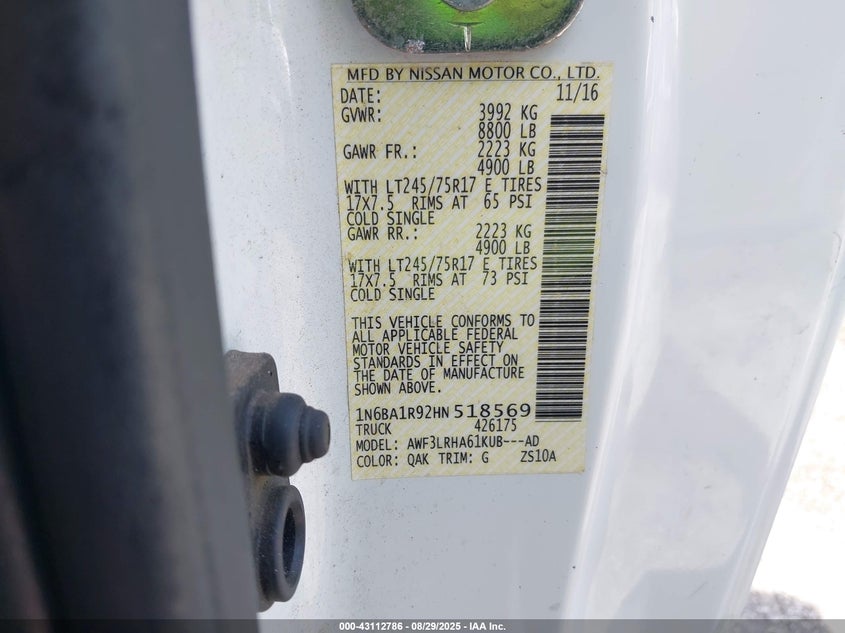 MFD BY NISSAN MOTOR CO., LTD.
DATE: 11/16
GVWR: 3992 KG
8800 LB
GAWR FR.: 2223 KG
4900 LB
WITH LT245/75R17 E TIRES
17X7.5 RIMS AT 65 PSI
COLD SINGLE
GAWR RR.: 2223 KG
4900 LB
WITH LT245/75R17 E TIRES
17X7.5 RIMS AT 73 PSI
COLD SINGLE
THIS VEHICLE CONFORMS TO
ALL APPLICABLE FEDERAL
MOTOR VEHICLE SAFETY
STANDARDS IN EFFECT ON
THE DATE OF MANUFACTURE
SHOWN ABOVE.
1N6BA1R92HN 518569
TRUCK 426175
MODEL: AWF3LRHA61KUB---AD
COLOR: QAK TRIM: G ZS10A
000-43112786 - 08/29/2025 - IAA Inc.